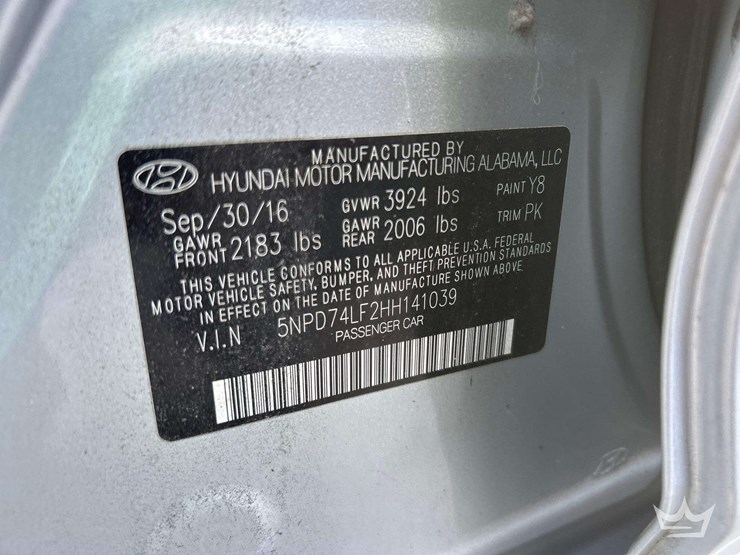 MANUFACTURED BY
HYUNDAI MOTOR MANUFACTURING ALABAMA, LLC
Sep/30/16 GVWR 3924 lbs PAINT Y8
GAWR FRONT 2183 lbs GAWR REAR 2006 lbs TRIM PK
THIS VEHICLE CONFORMS TO ALL APPLICABLE U.S.A. FEDERAL
MOTOR VEHICLE SAFETY, BUMPER, AND THEFT PREVENTION STANDARDS
IN EFFECT ON THE DATE OF MANUFACTURE SHOWN ABOVE
V.I.N 5NPD74LF2HH141039
PASSENGER CAR